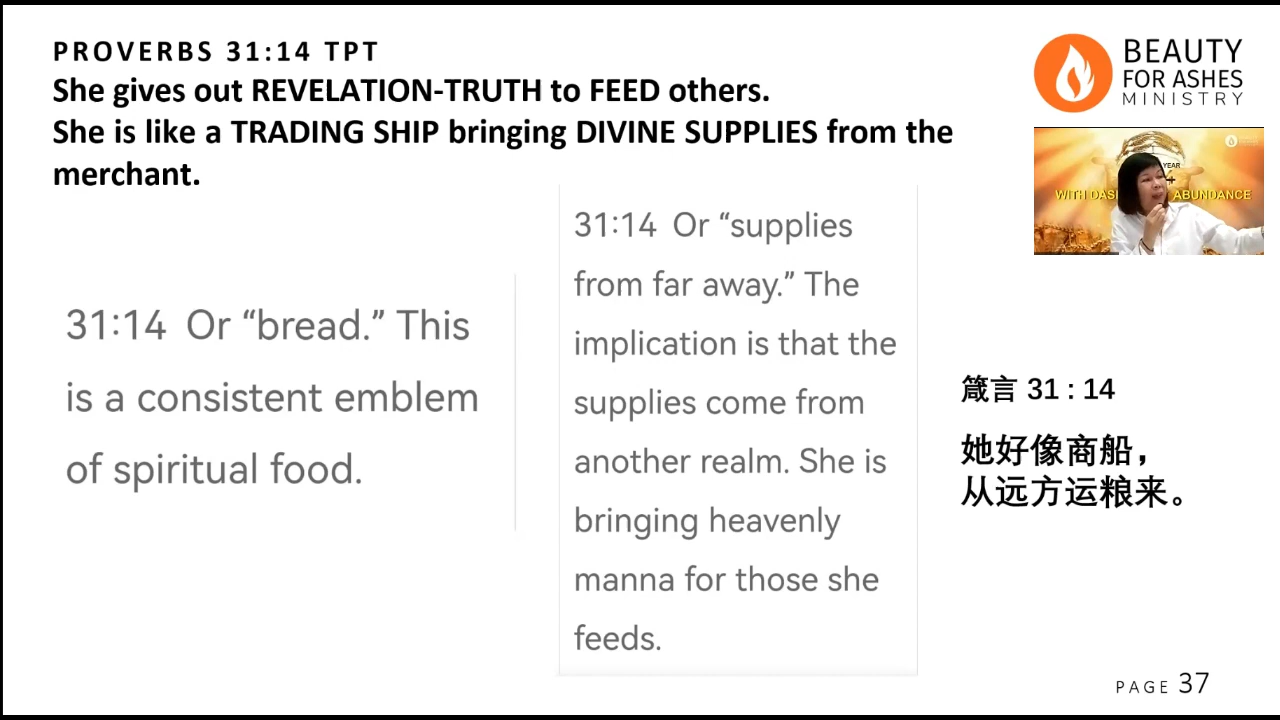 PROVERBS 31:14 TPT
She gives out REVELATION-TRUTH to FEED others.
She is like a TRADING SHIP bringing DIVINE SUPPLIES from the
merchant.
31:14 Or “bread.” This
is a consistent emblem
of spiritual food.
31:14 Or “supplies
from far away.” The
implication is that the
supplies come from
another realm. She is
bringing heavenly
manna for those she
feeds.
BEAUTY
FOR ASHES
MINISTRY
YEAR
WITH ABUNDANCE
箴言 31 : 14
她好像商船，
从远方运粮来。
PAGE 37